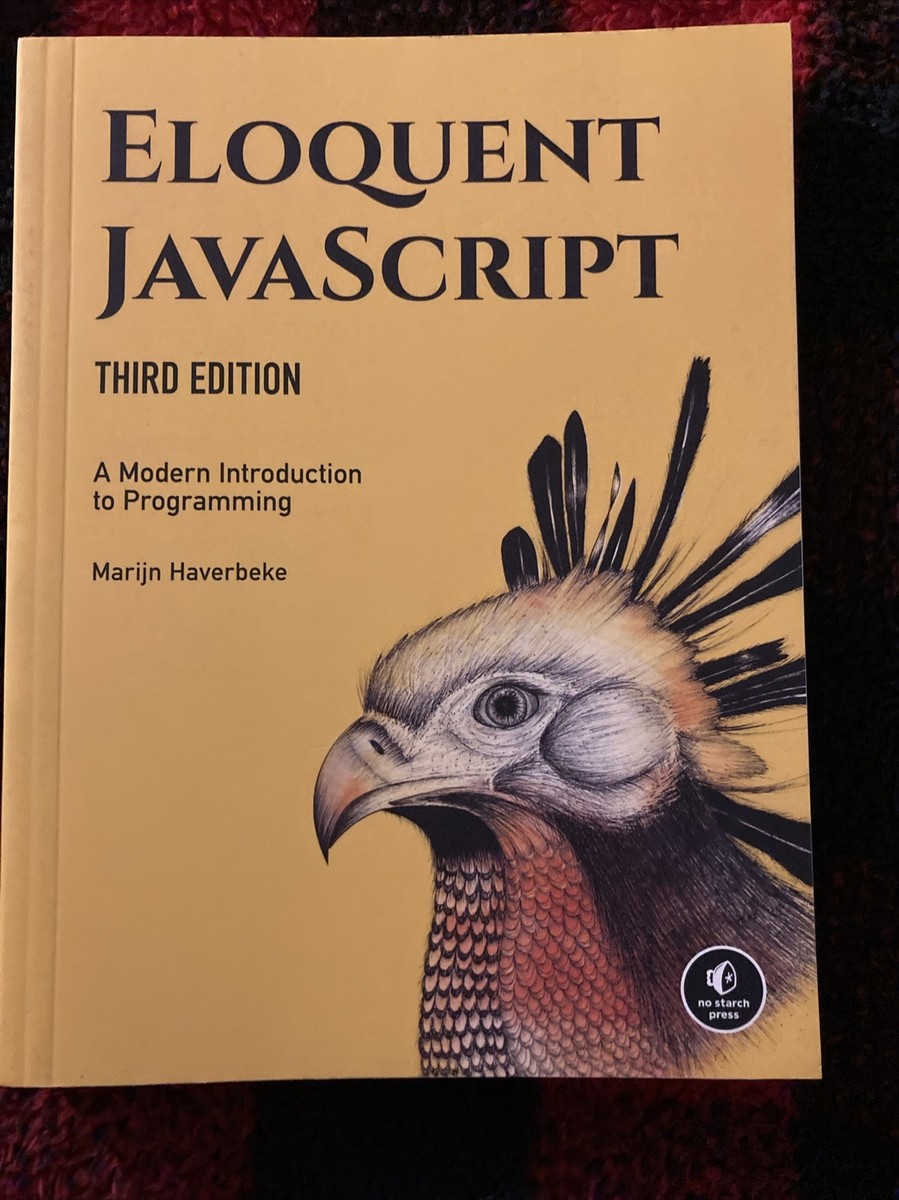 ELOQUENT
JAVASCRIPT
THIRD EDITION
A Modern Introduction
to Programming
Marijn Haverbeke
no starch
press